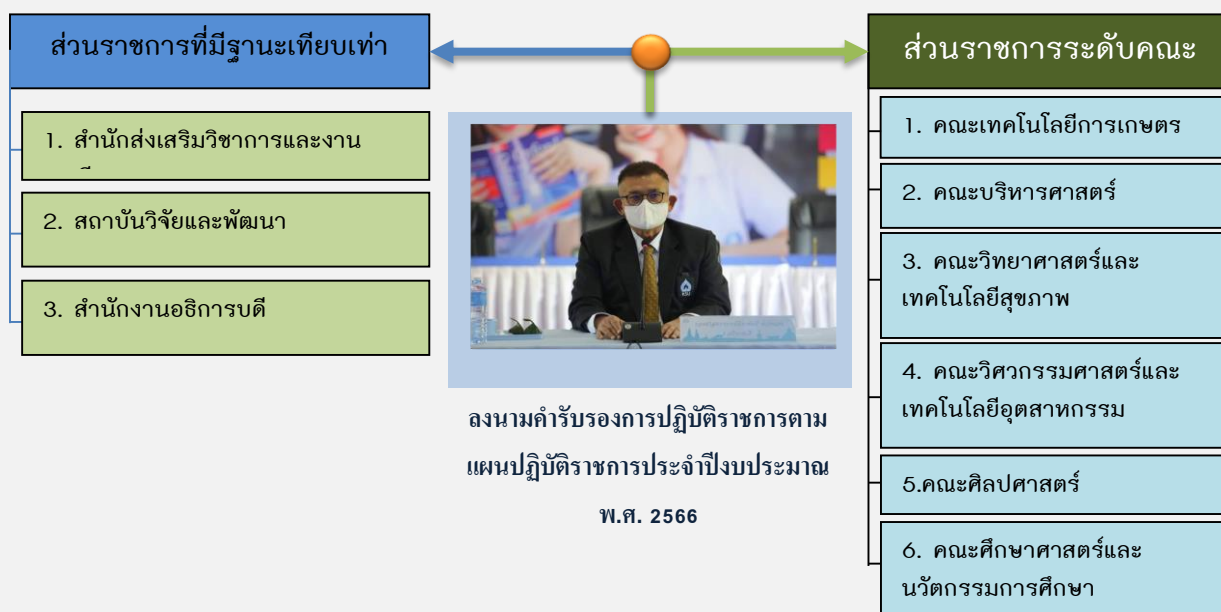 ส่วนราชการที่มีฐานะเทียบเท่า
1. สำนักส่งเสริมวิชาการและงาน
2. สถาบันวิจัยและพัฒนา
3. สำนักงานอธิการบดี
ลงนามคำรับรองการปฏิบัติราชการตาม
แผนปฏิบัติราชการประจำปีงบประมาณ
พ.ศ. 2566
ส่วนราชการระดับคณะ
1. คณะเทคโนโลยีการเกษตร
2. คณะบริหารศาสตร์
3. คณะวิทยาศาสตร์และ
เทคโนโลยีสุขภาพ
4. คณะวิศวกรรมศาสตร์และ
เทคโนโลยีอุตสาหกรรม
5.คณะศิลปศาสตร์
6. คณะศึกษาศาสตร์และ
นวัตกรรมการศึกษา